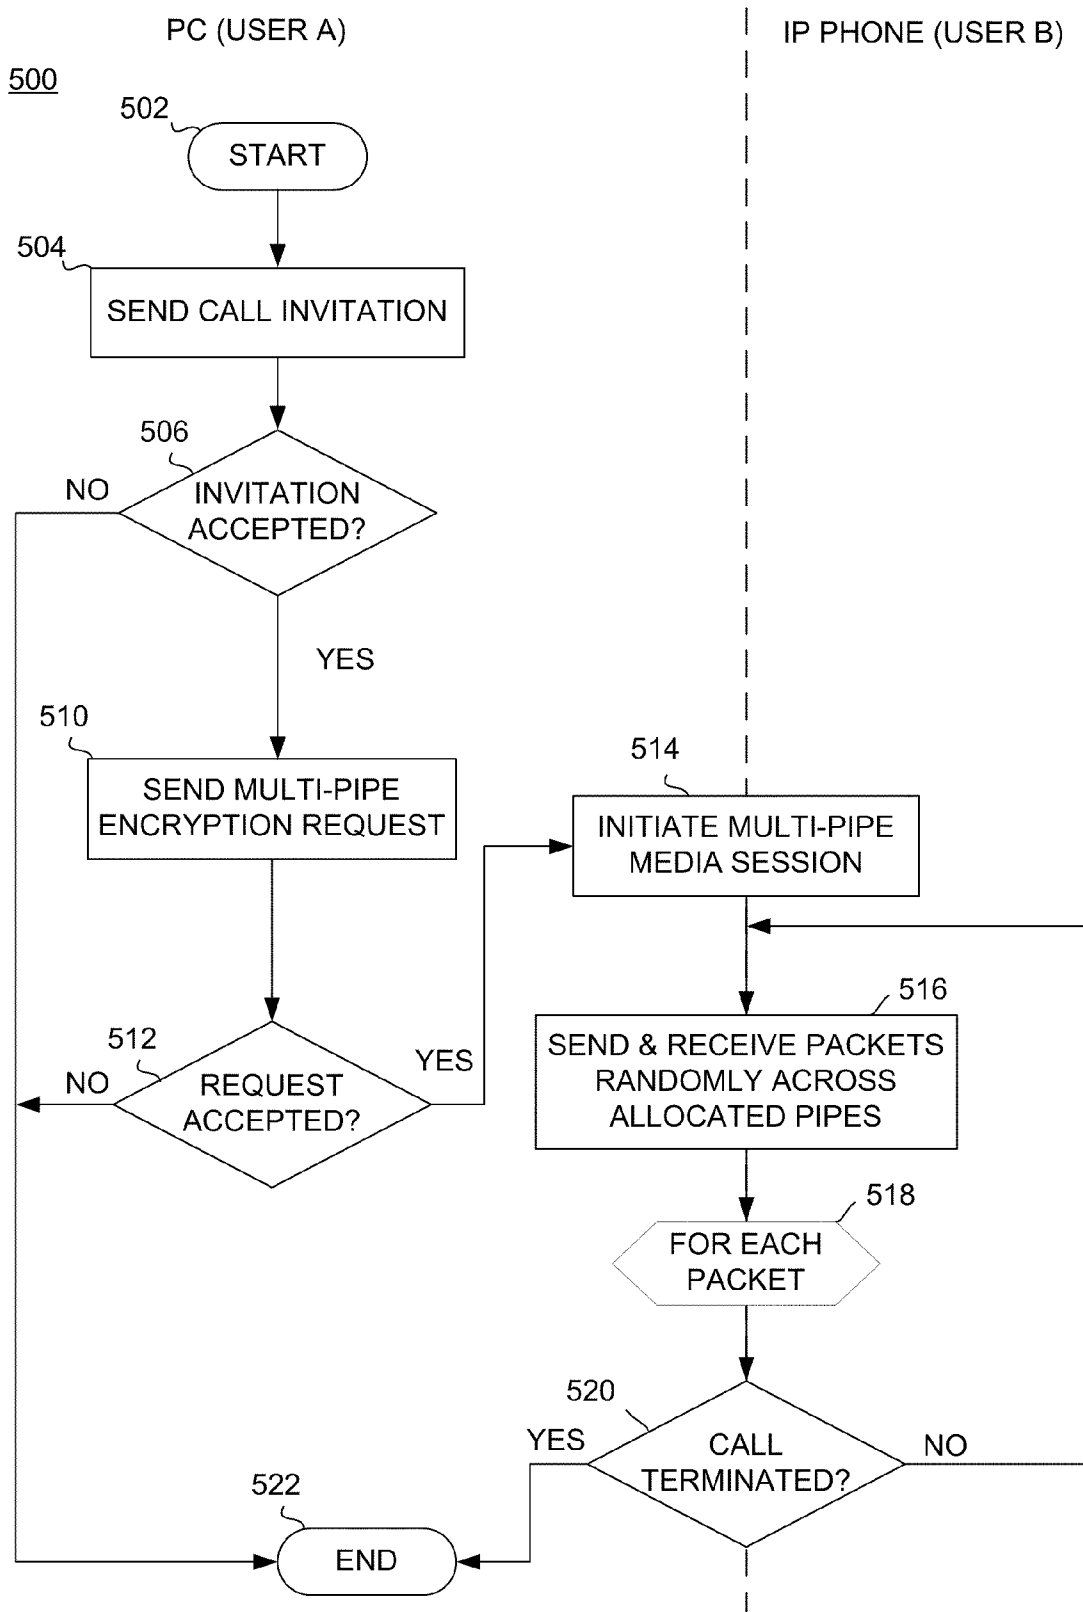 PC (USER A)
IP PHONE (USER B)
500
502
START
504
SEND CALL INVITATION
506
NO
INVITATION
ACCEPTED?
YES
510
SEND MULTI-PIPE
ENCRYPTION REQUEST
514
INITIATE MULTI-PIPE
MEDIA SESSION
512
NO
REQUEST
ACCEPTED?
YES
516
SEND & RECEIVE PACKETS
RANDOMLY ACROSS
ALLOCATED PIPES
518
FOR EACH
PACKET
520
YES
CALL
TERMINATED?
NO
522
END